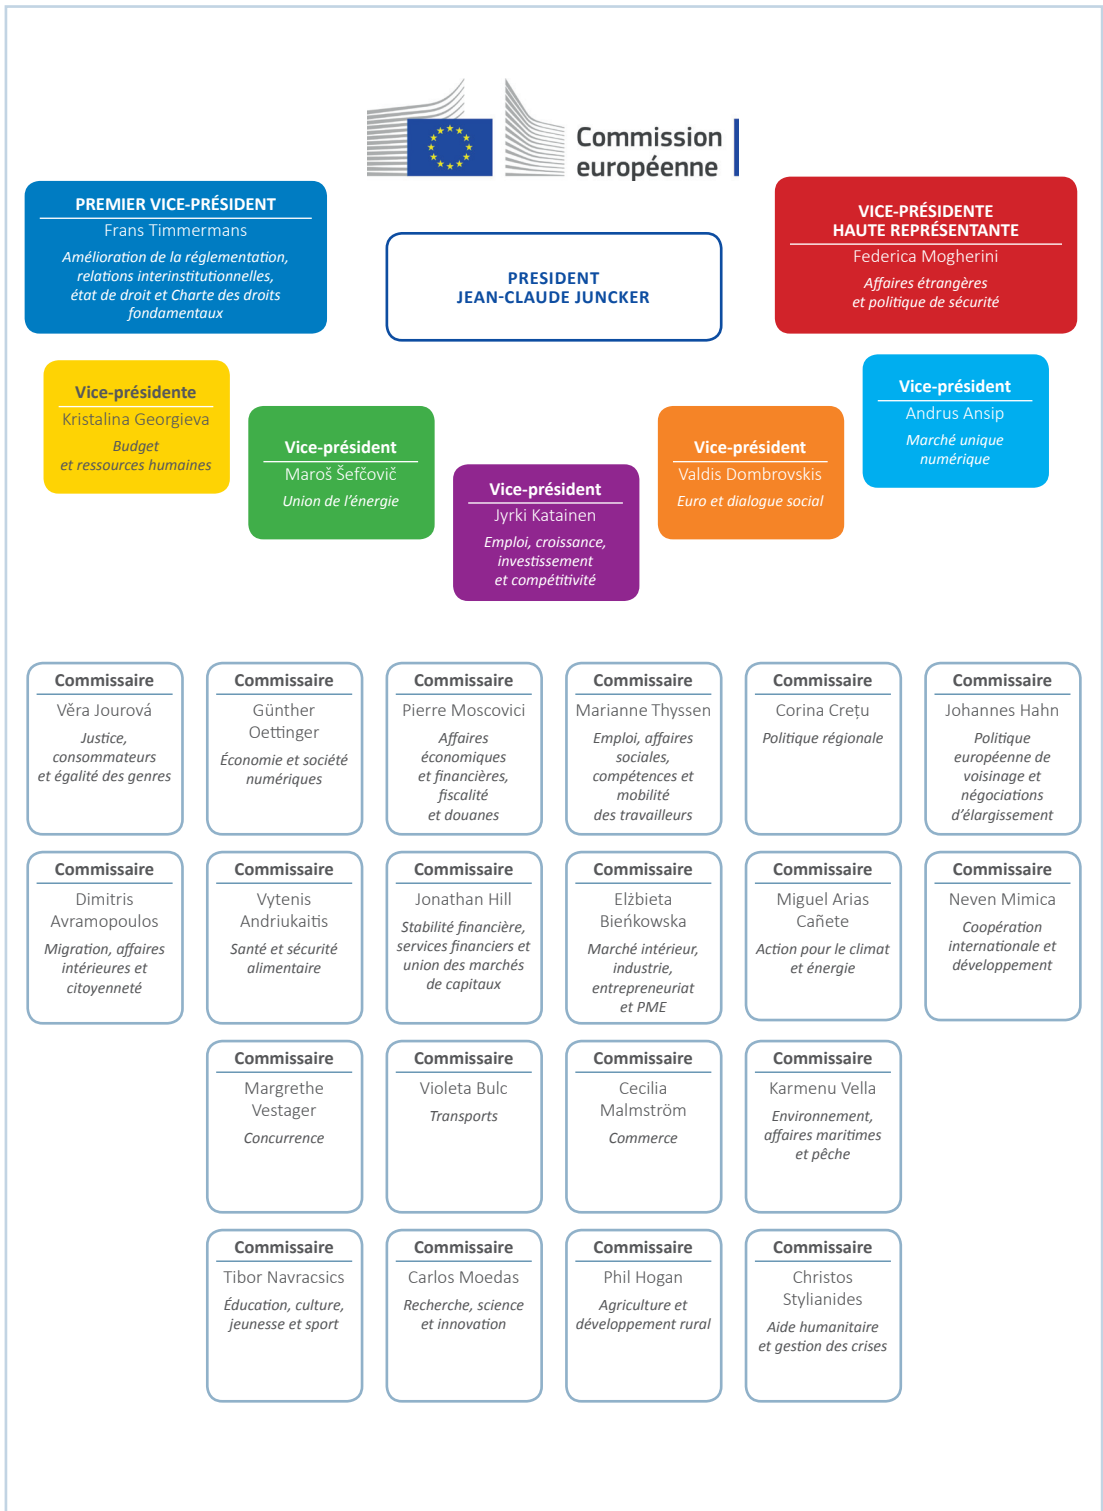 Commission
européenne
PREMIER VICE-PRÉSIDENT
Frans Timmermans
Amélioration de la réglementation,
relations interinstitutionnelles,
état de droit et Charte des droits
fondamentaux
PRESIDENT
JEAN-CLAUDE JUNCKER
VICE-PRÉSIDENTE
HAUTE REPRÉSENTANTE
Federica Mogherini
Affaires étrangères
et politique de sécurité
Vice-présidente
Kristalina Georgieva
Budget
et ressources humaines
Vice-président
Maroš Šefčovič
Union de l'énergie
Vice-président
Jyrki Katainen
Emploi, croissance,
investissement
et compétitivité
Vice-président
Valdis Dombrovskis
Euro et dialogue social
Vice-président
Andrus Ansip
Marché unique
numérique
Commissaire
Věra Jourová
Justice,
consommateurs
et égalité des genres
Commissaire
Günther
Oettinger
Économie et société
numériques
Commissaire
Pierre Moscovici
Affaires
économiques
et financières,
fiscalité
et douanes
Commissaire
Marianne Thyssen
Emploi, affaires
sociales,
compétences et
mobilité
des travailleurs
Commissaire
Corina Crețu
Politique régionale
Commissaire
Johannes Hahn
Politique
européenne de
voisinage et
négociations
d'élargissement
Commissaire
Dimitris
Avramopoulos
Migration, affaires
intérieures et
citoyenneté
Commissaire
Vytenis
Andriukaitis
Santé et sécurité
alimentaire
Commissaire
Jonathan Hill
Stabilité financière,
services financiers et
union des marchés
de capitaux
Commissaire
Elżbieta
Bieńkowska
Marché intérieur,
industrie,
entrepreneuriat
et PME
Commissaire
Miguel Arias
Cañete
Action pour le climat
et énergie
Commissaire
Neven Mimica
Coopération
internationale et
développement
Commissaire
Margrethe
Vestager
Concurrence
Commissaire
Violeta Bulc
Transports
Commissaire
Cecilia
Malmström
Commerce
Commissaire
Karmenu Vella
Environnement,
affaires maritimes
et pêche
Commissaire
Tibor Navracsics
Éducation, culture,
jeunesse et sport
Commissaire
Carlos Moedas
Recherche, science
et innovation
Commissaire
Phil Hogan
Agriculture et
développement rural
Commissaire
Christos
Stylianides
Aide humanitaire
et gestion des crises